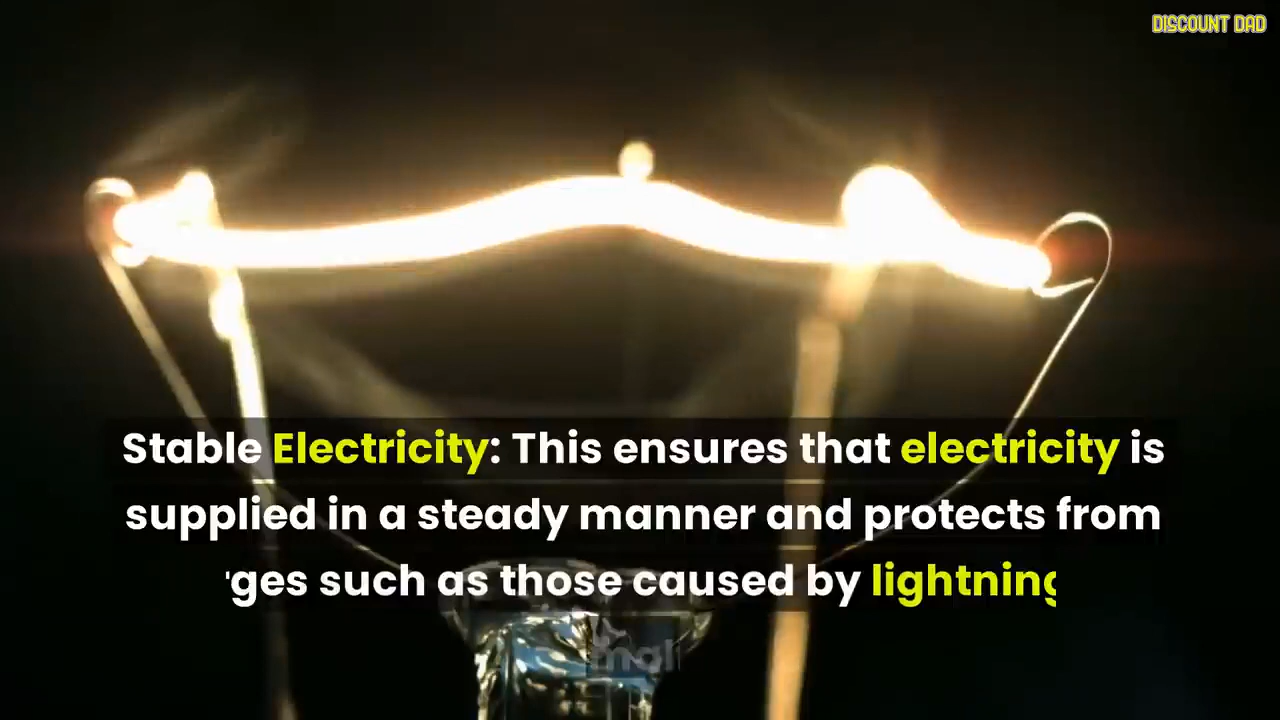 DISCOUNT DAD
Stable Electricity: This ensures that electricity is
supplied in a steady manner and protects from
such as those caused by